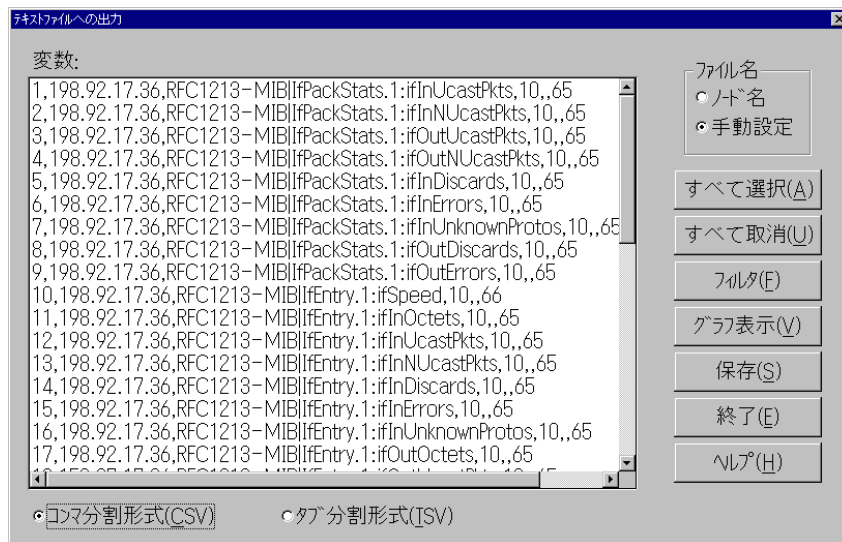 テキストファイルへの出力
変数:
1,198.92.17.36,RFC1213-MIB|IfPackStats.1:ifInUcastPkts,10,,65
2,198.92.17.36,RFC1213-MIB|IfPackStats.1:ifInNUcastPkts,10,,65
3,198.92.17.36,RFC1213-MIB|IfPackStats.1:ifOutUcastPkts,10,,65
4,198.92.17.36,RFC1213-MIB|IfPackStats.1:ifOutNUcastPkts,10,,65
5,198.92.17.36,RFC1213-MIB|IfPackStats.1:ifInDiscards,10,,65
6,198.92.17.36,RFC1213-MIB|IfPackStats.1:ifInErrors,10,,65
7,198.92.17.36,RFC1213-MIB|IfPackStats.1:ifInUnknownProtos,10,,65
8,198.92.17.36,RFC1213-MIB|IfPackStats.1:ifOutDiscards,10,,65
9,198.92.17.36,RFC1213-MIB|IfPackStats.1:ifOutErrors,10,,65
10,198.92.17.36,RFC1213-MIB|IfEntry.1:ifSpeed,10,,66
11,198.92.17.36,RFC1213-MIB|IfEntry.1:ifInOctets,10,,65
12,198.92.17.36,RFC1213-MIB|IfEntry.1:ifInUcastPkts,10,,65
13,198.92.17.36,RFC1213-MIB|IfEntry.1:ifInNUcastPkts,10,,65
14,198.92.17.36,RFC1213-MIB|IfEntry.1:ifInDiscards,10,,65
15,198.92.17.36,RFC1213-MIB|IfEntry.1:ifInErrors,10,,65
16,198.92.17.36,RFC1213-MIB|IfEntry.1:ifInUnknownProtos,10,,65
17,198.92.17.36,RFC1213-MIB|IfEntry.1:ifOutOctets,10,,65
コンマ分割形式(CSV)
タブ分割形式(TSV)
ファイル名
ノード名
手動設定
すべて選択(A)
すべて取消(U)
フィルタ(F)
グラフ表示(V)
保存(S)
終了(E)
ヘルプ(H)